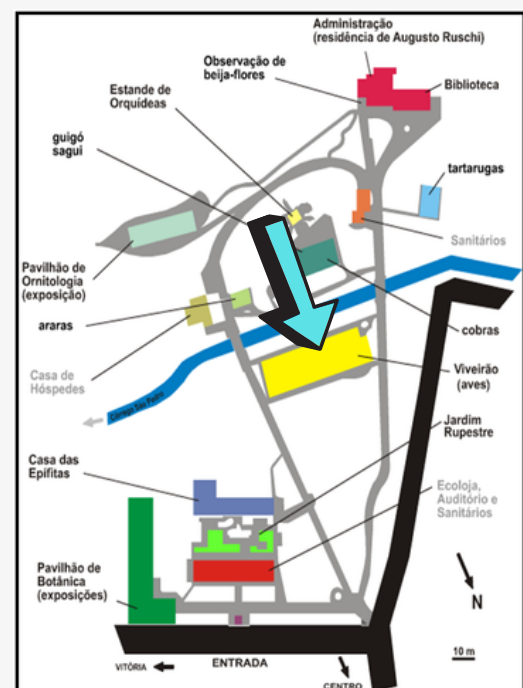 Administração
(residência de Augusto Ruschi)
Observação de
beija-flores
Biblioteca
Estande de
Orquídeas
guigó
sagui
tartarugas
Sanitários
Pavilhão de
Ornitologia
(exposição)
araras
cobras
Casa de
Hóspedes
Viveirão
(aves)
Córrego São Pedro
Jardim
Rupestre
Casa das
Epífitas
Ecoloja,
Auditório e
Sanitários
Pavilhão de
Botânica
(exposições)
N
10 m
VITÓRIA
ENTRADA
CENTRO